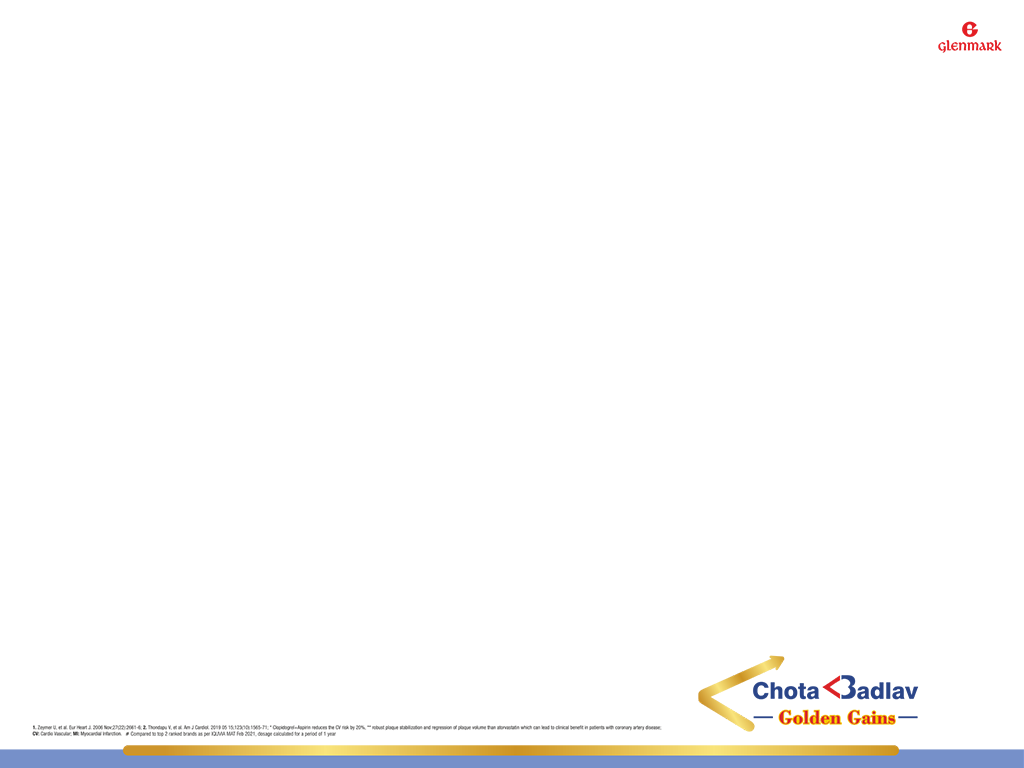 GLENMARK
Chota Badlav
Golden Gains
1. Zeymer U, et al. Eur Heart J. 2006 Nov;27(22):2661-6; 2. Thondapu V, et al. Am J Cardiol. 2019 05 15;123(10):1565-71; * Clopidogrel+Aspirin reduces the CV risk by 20%; ** robust plaque stabilization and regression of plaque volume than atorvastatin which can lead to clinical benefit in patients with coronary artery disease;
CV: Cardio Vascular; MI: Myocardial Infarction. # Compared to top 2 ranked brands as per IQUVIA MAT Feb 2021, dosage calculated for a period of 1 year